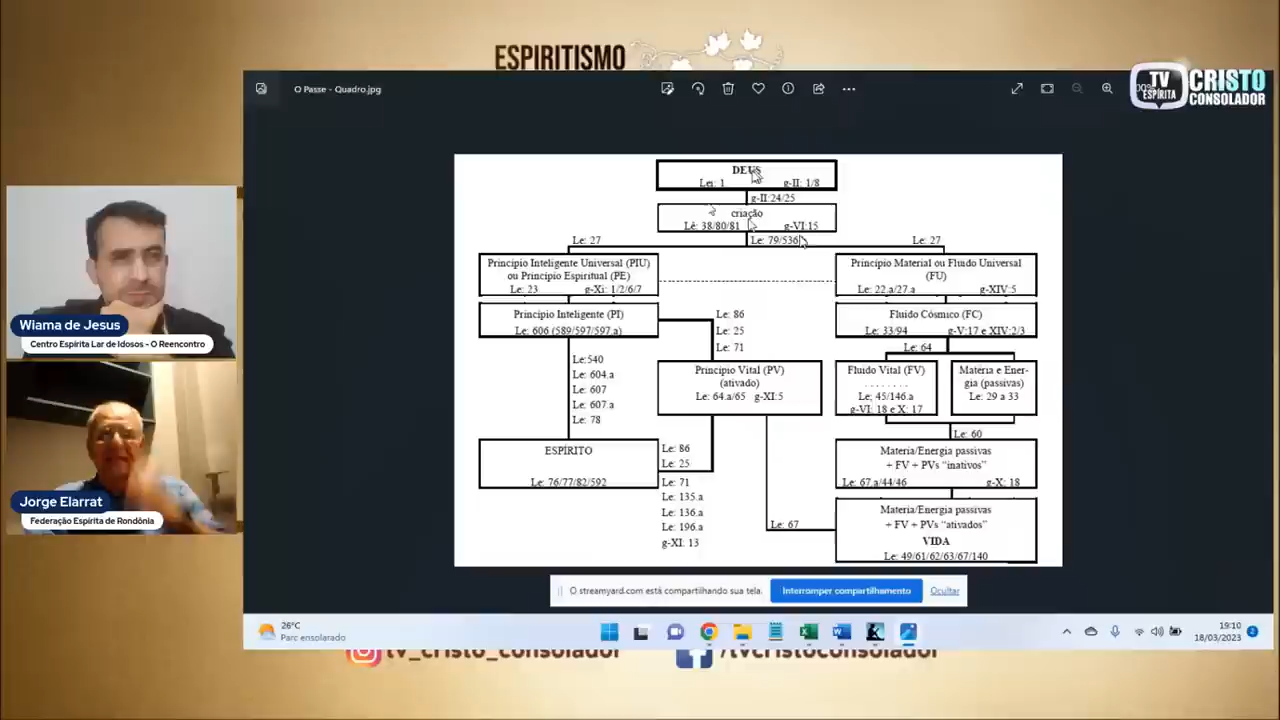 ESPIRITISMO
TV ESPÍRITA CRISTO CONSOLADOR
O Passe - Quadro.jpg
DEUS
Lei: 1 g-II: 1/8
g-II:24/25
criação
Lê: 38/80/81 g-VI:15
Le: 27
Le: 79/536
Le: 27
Princípio Inteligente Universal (PIU)
ou Princípio Espiritual (PE)
Le: 23 g-Xi: 1/2/6/7
Princípio Material ou Fluido Universal
(FU)
Le: 22.a/27.a g-XIV:5
Princípio Inteligente (PI)
Le: 606 (589/597/597.a)
Le: 86
Le: 25
Le: 71
Fluido Cósmico (FC)
Le: 33/94 g-V:17 e XIV:2/3
Le: 64
Le:540
Le: 604.a
Le: 607
Le: 607.a
Le: 78
Princípio Vital (PV)
(ativado)
Le: 64.a/65 g-XI:5
Fluido Vital (FV)
. . . . . . . .
Le; 45/146.a
g-VI: 18 e X: 17
Matéria e Ener-
gia (passivas)
Le: 29 a 33
Le: 60
ESPÍRITO
Le: 76/77/82/592
Le: 86
Le: 25
Le: 71
Le: 135.a
Le: 136.a
Le: 196.a
g-XI: 13
Materia/Energia passivas
+ FV + PVs “inativos”
Le: 67.a/44/46 g-X: 18
Le: 67
Materia/Energia passivas
+ FV + PVs “ativados”
VIDA
Le: 49/61/62/63/67/140
Wiama de Jesus
Centro Espírita Lar de Idosos - O Reencontro
Jorge Elarrat
Federação Espírita de Rondônia
O streamyard.com está compartilhando sua tela.
Interromper compartilhamento
Ocultar
26°C
Parc ensolarado
19:10
18/03/2023
2
tv_cristo_consolador
/tvcristoconsolador